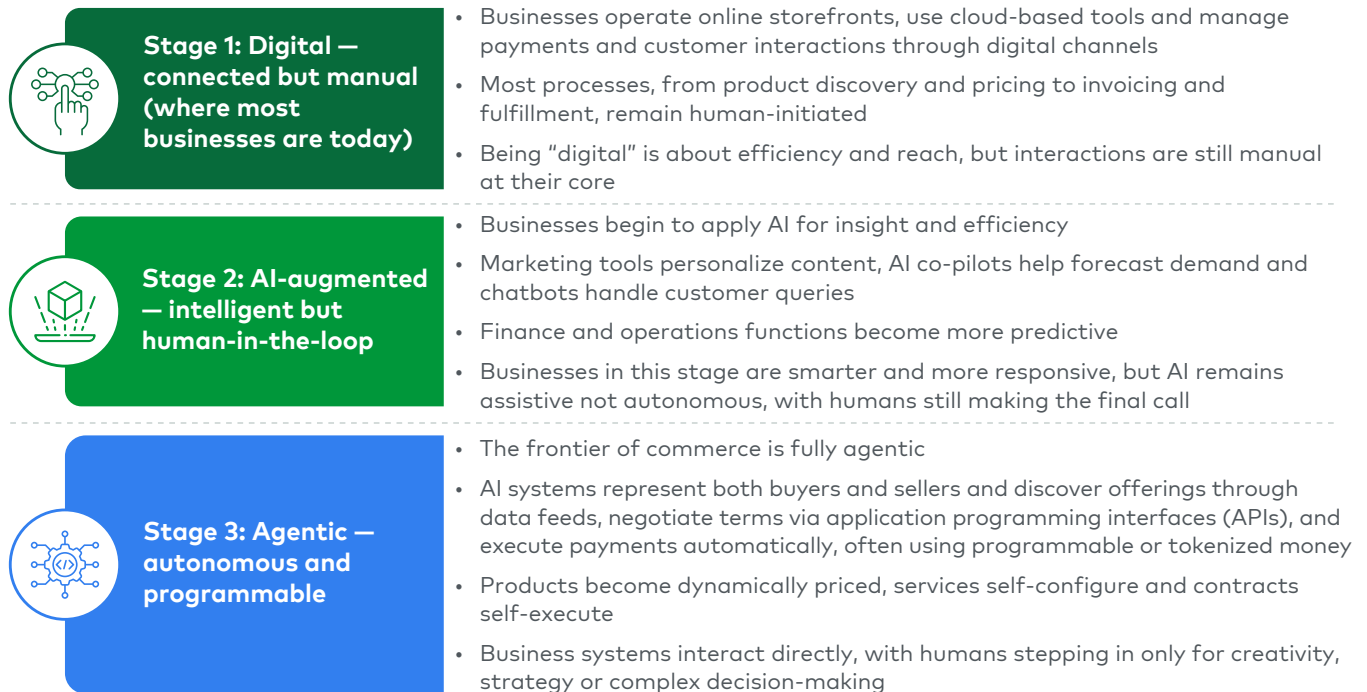 Stage 1: Digital —
connected but manual
(where most
businesses are today)
• Businesses operate online storefronts, use cloud-based tools and manage
payments and customer interactions through digital channels
• Most processes, from product discovery and pricing to invoicing and
fulfillment, remain human-initiated
• Being “digital” is about efficiency and reach, but interactions are still manual
at their core
Stage 2: AI-augmented
— intelligent but
human-in-the-loop
• Businesses begin to apply AI for insight and efficiency
• Marketing tools personalize content, AI co-pilots help forecast demand and
chatbots handle customer queries
• Finance and operations functions become more predictive
• Businesses in this stage are smarter and more responsive, but AI remains
assistive not autonomous, with humans still making the final call
Stage 3: Agentic —
autonomous and
programmable
</>
• The frontier of commerce is fully agentic
• AI systems represent both buyers and sellers and discover offerings through
data feeds, negotiate terms via application programming interfaces (APIs), and
execute payments automatically, often using programmable or tokenized money
• Products become dynamically priced, services self-configure and contracts
self-execute
• Business systems interact directly, with humans stepping in only for creativity,
strategy or complex decision-making